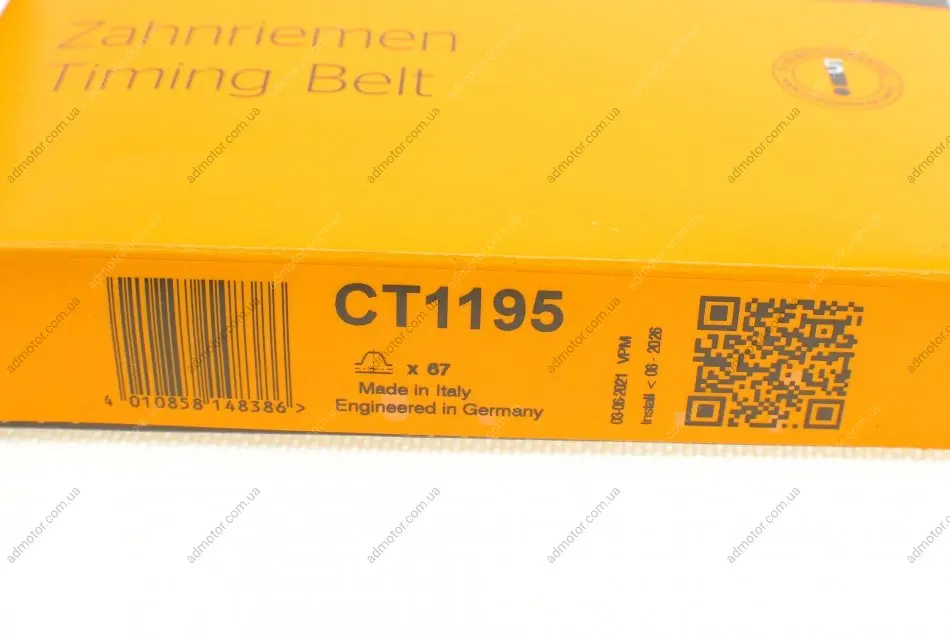 Zahnriemen
Timing Belt
CT1195
x 67
Made in Italy
Engineered in Germany
4 010858 148386 >
03-06-2021 VPM
Install < 06 - 2026
admotor.com.ua